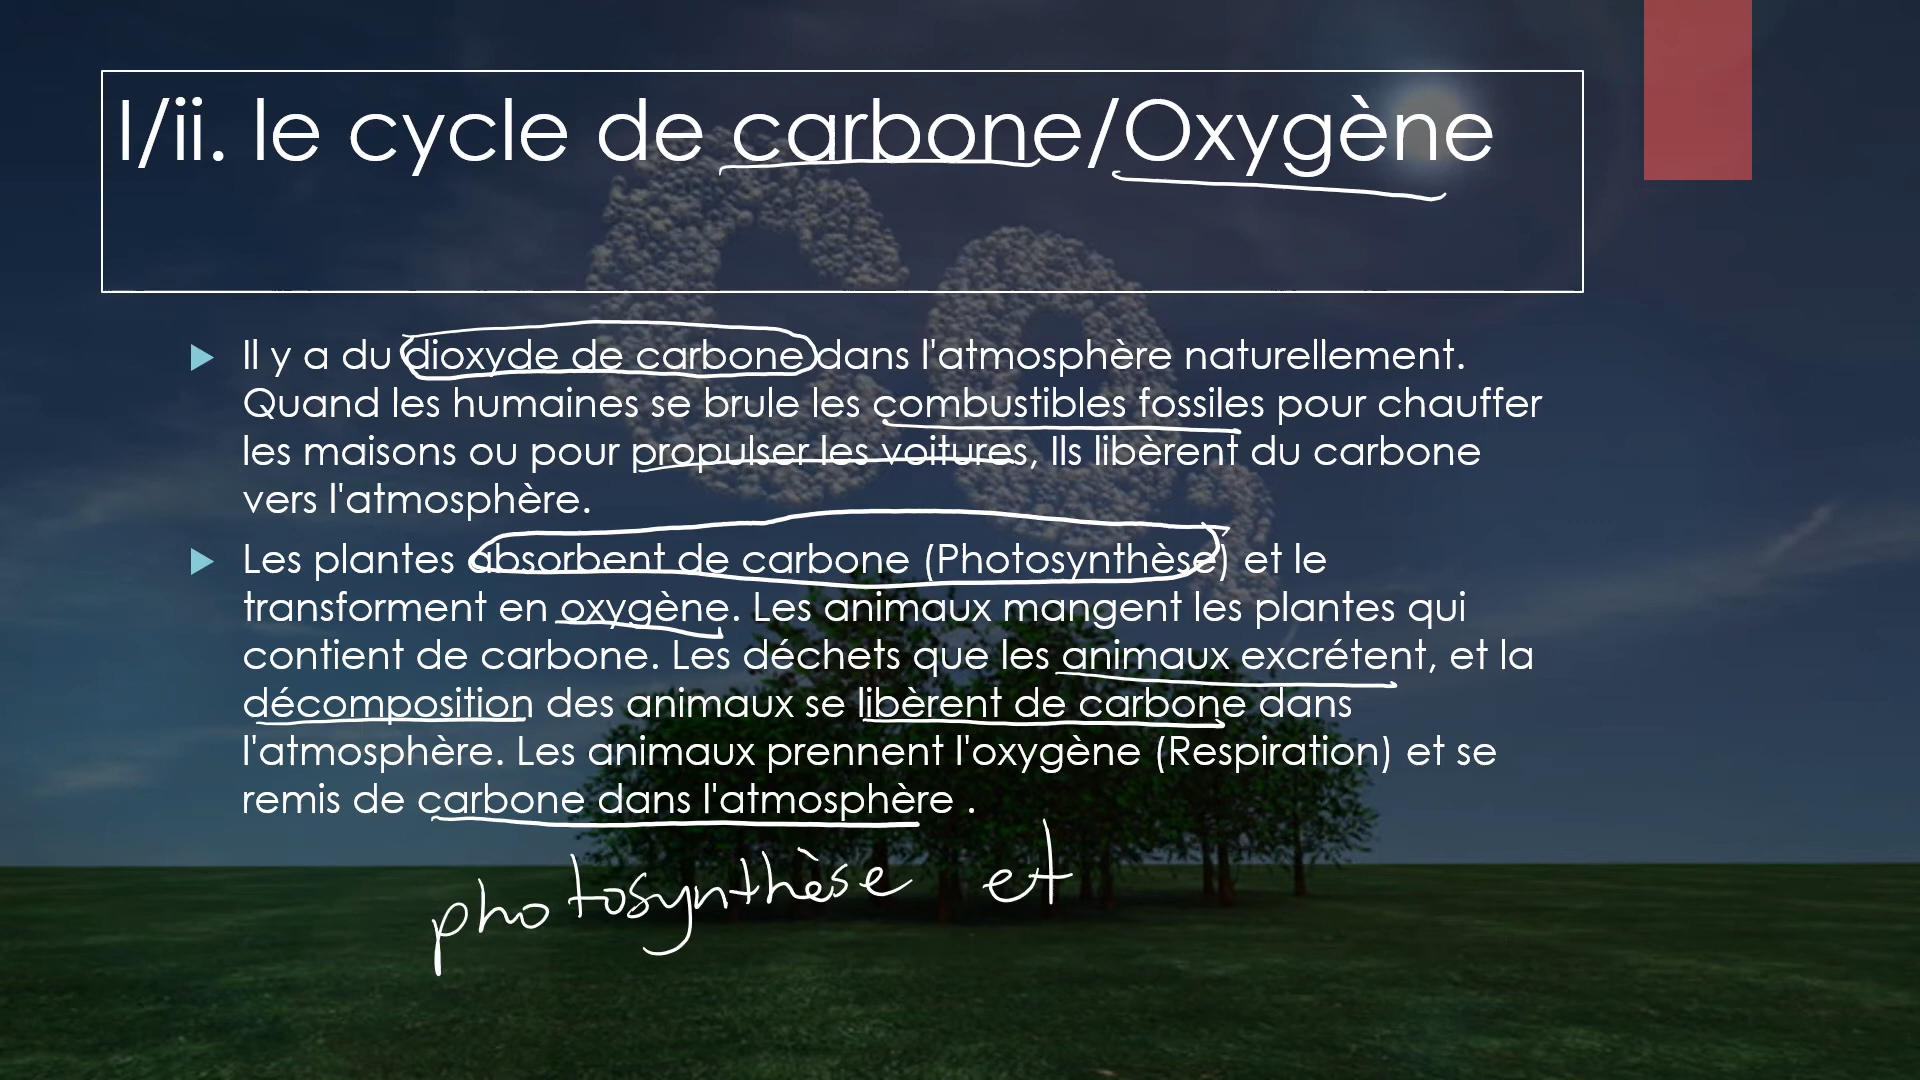 I/ii. le cycle de carbone/Oxygène
Il y a du dioxyde de carbone dans l'atmosphère naturellement.
Quand les humaines se brule les combustibles fossiles pour chauffer
les maisons ou pour propulser les voitures, Ils libèrent du carbone
vers l'atmosphère.
Les plantes absorbent de carbone (Photosynthèse) et le
transforment en oxygène. Les animaux mangent les plantes qui
contient de carbone. Les déchets que les animaux excrétent, et la
décomposition des animaux se libèrent de carbone dans
l'atmosphère. Les animaux prennent l'oxygène (Respiration) et se
remis de carbone dans l'atmosphère .
photosynthèse et